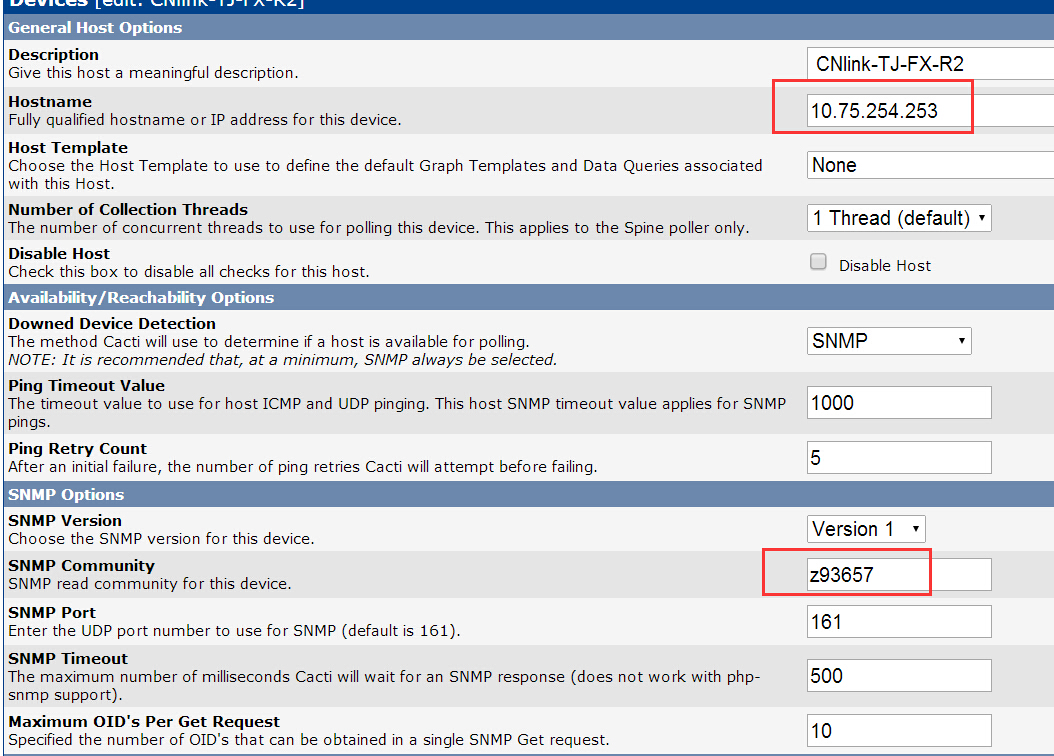 Devices [edit: CNlink-TJ-FX-R2]
General Host Options
Description
Give this host a meaningful description.
CNlink-TJ-FX-R2
Hostname
Fully qualified hostname or IP address for this device.
10.75.254.253
Host Template
Choose the Host Template to use to define the default Graph Templates and Data Queries associated
with this Host.
None
Number of Collection Threads
The number of concurrent threads to use for polling this device. This applies to the Spine poller only.
1 Thread (default)
Disable Host
Check this box to disable all checks for this host.
Disable Host
Availability/Reachability Options
Downed Device Detection
The method Cacti will use to determine if a host is available for polling.
NOTE: It is recommended that, at a minimum, SNMP always be selected.
SNMP
Ping Timeout Value
The timeout value to use for host ICMP and UDP pinging. This host SNMP timeout value applies for SNMP
pings.
1000
Ping Retry Count
After an initial failure, the number of ping retries Cacti will attempt before failing.
5
SNMP Options
SNMP Version
Choose the SNMP version for this device.
Version 1
SNMP Community
SNMP read community for this device.
z93657
SNMP Port
Enter the UDP port number to use for SNMP (default is 161).
161
SNMP Timeout
The maximum number of milliseconds Cacti will wait for an SNMP response (does not work with php-
snmp support).
500
Maximum OID's Per Get Request
Specified the number of OID's that can be obtained in a single SNMP Get request.
10